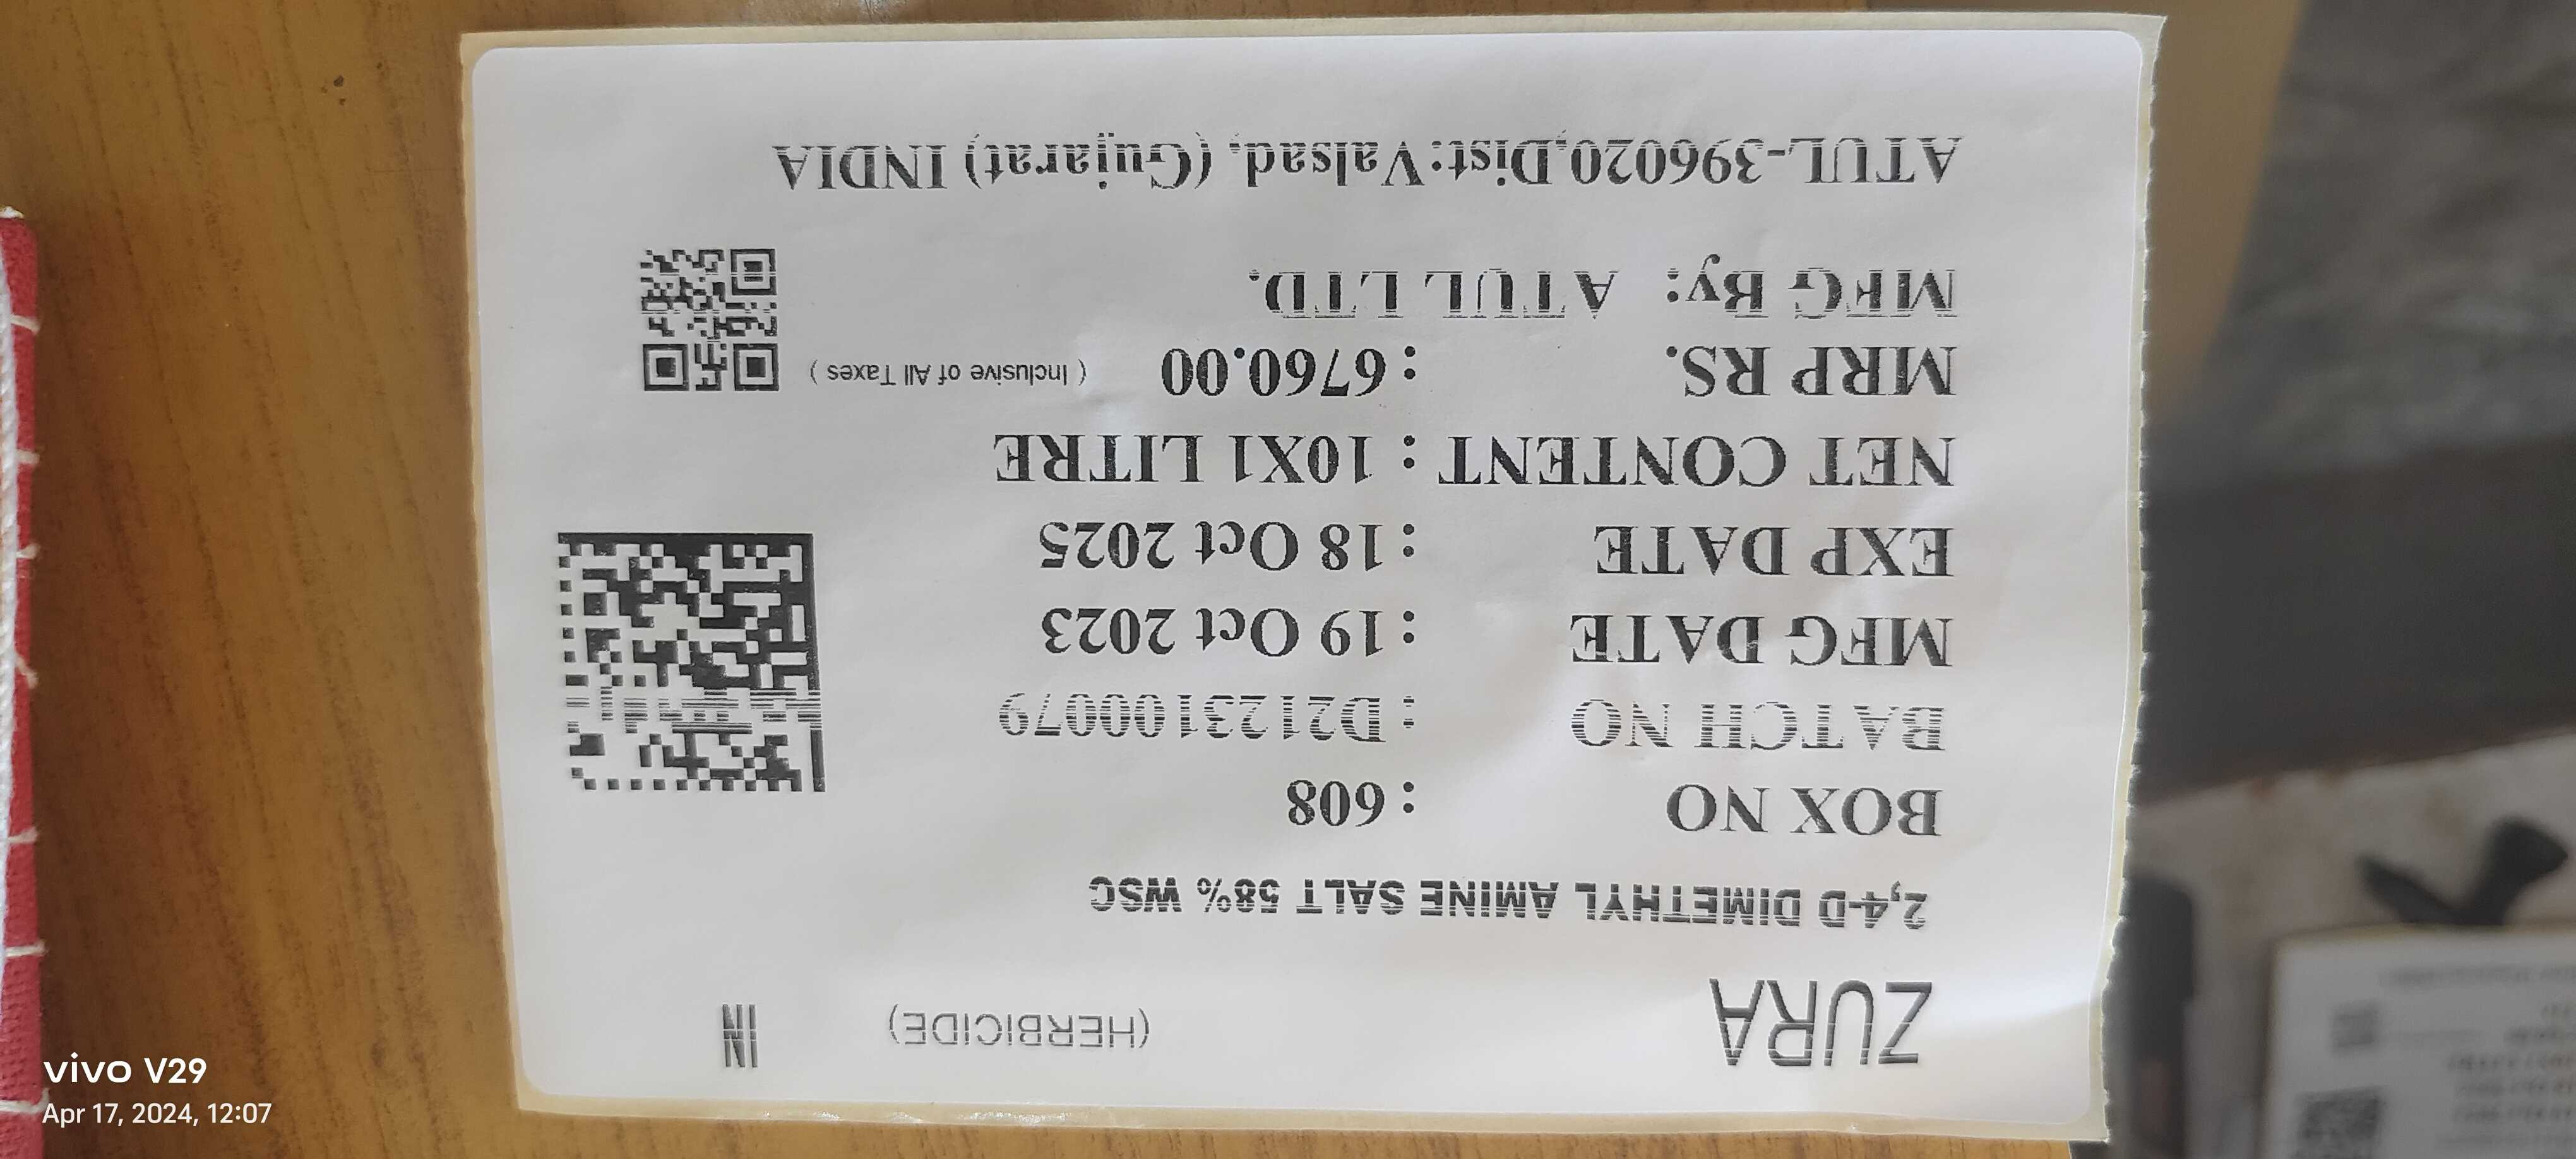 ZURA (HERBICIDE) IN
2,4-D DIMETHYL AMINE SALT 58% WSC
BOX NO : 608
BATCH NO : D2123100079
MFG DATE : 19 Oct 2023
EXP DATE : 18 Oct 2025
NET CONTENT : 10X1 LITRE
MRP RS. : 6760.00 ( Inclusive of All Taxes )
MFG By: ATUL LTD.
ATUL-396020,Dist:Valsad, (Gujarat) INDIA
vivo V29
Apr 17, 2024, 12:07